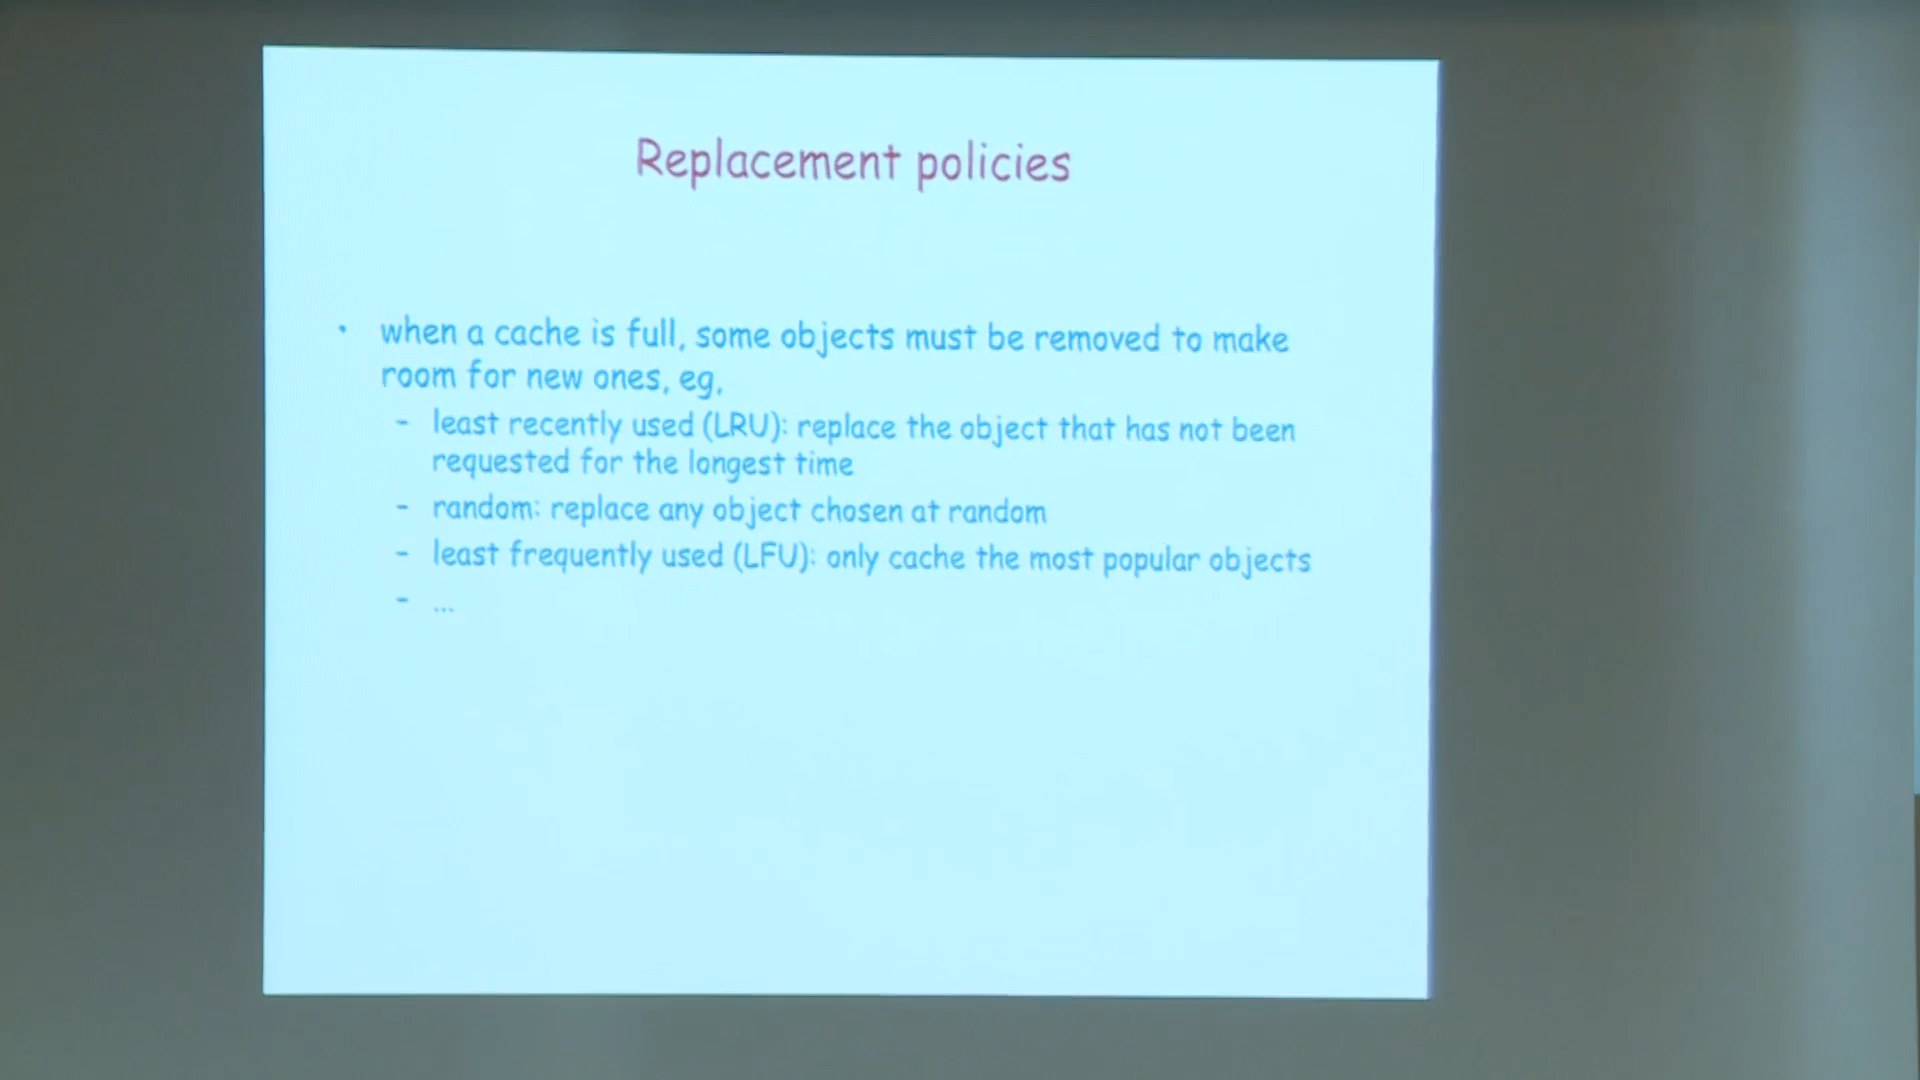 Replacement policies
• when a cache is full, some objects must be removed to make
room for new ones, eg,
- least recently used (LRU): replace the object that has not been
requested for the longest time
- random: replace any object chosen at random
- least frequently used (LFU): only cache the most popular objects
- ...